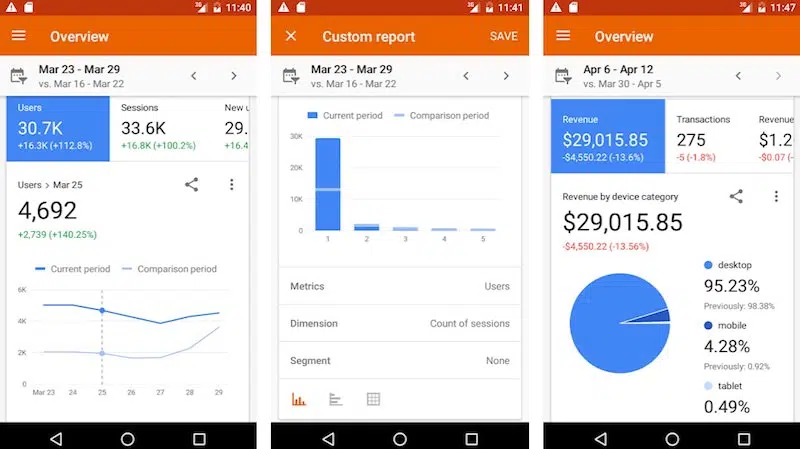 3G
11:40
Overview
Mar 23 - Mar 29
vs. Mar 16 - Mar 22
Users
30.7K
+16.3K (+112.8%)
Sessions
33.6K
+16.8K (+100.2%)
New u
29.
+16.4
Users > Mar 25
4,692
+2,739 (+140.25%)
Current period
Comparison period
6K
4K
2K
0
Mar 23
24
25
26
27
28
29
3G
11:41
Custom report
SAVE
Mar 23 - Mar 29
vs. Mar 16 - Mar 22
Current period
Comparison period
30K
20K
10K
0
1
2
3
4
5
Metrics
Users
Dimension
Count of sessions
Segment
None
3G
11:47
Overview
Apr 6 - Apr 12
vs. Mar 30 - Apr 5
Revenue
$29,015.85
-$4,550.22 (-13.6%)
Transactions
275
-5 (-1.8%)
Revenue
$1.2
-$0.07 (-
Revenue by device category
$29,015.85
-$4,550.22 (-13.56%)
desktop
95.23%
Previously: 98.38%
mobile
4.28%
Previously: 0.92%
tablet
0.49%